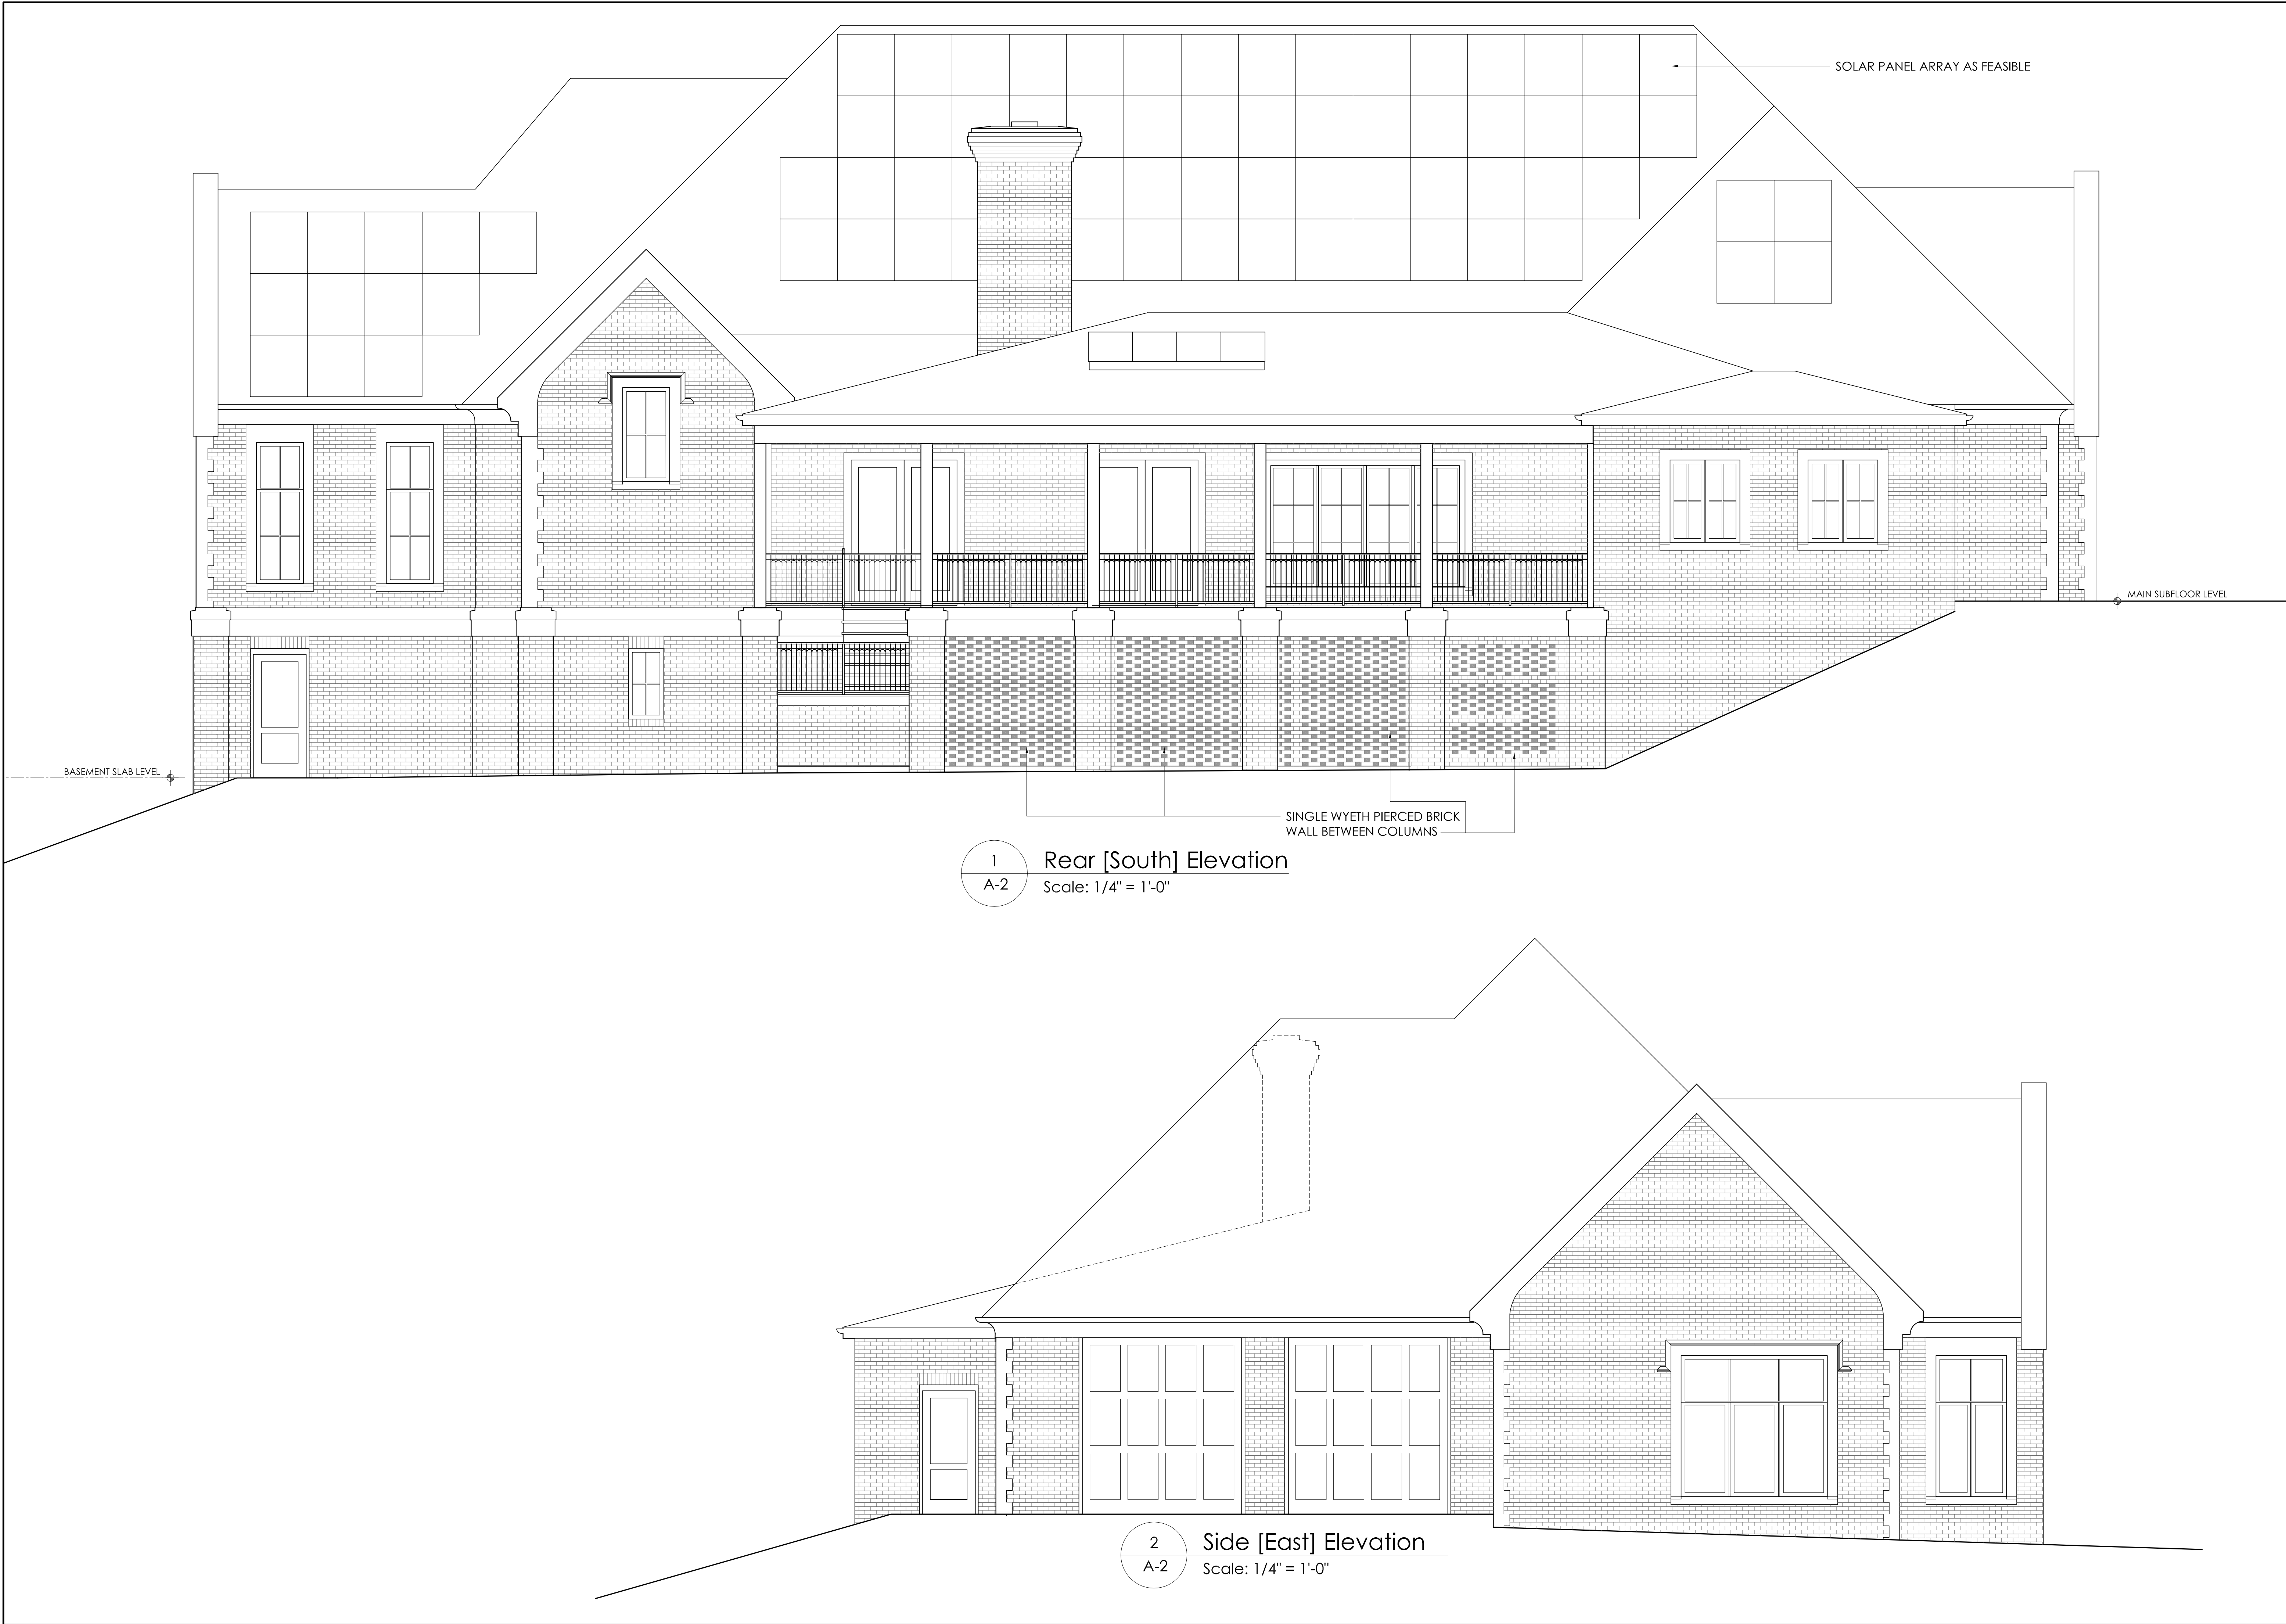 SOLAR PANEL ARRAY AS FEASIBLE
MAIN SUBFLOOR LEVEL
BASEMENT SLAB LEVEL
SINGLE WYETH PIERCED BRICK
WALL BETWEEN COLUMNS
1
A-2
Rear [South] Elevation
Scale: 1/4" = 1'-0"
2
A-2
Side [East] Elevation
Scale: 1/4" = 1'-0"